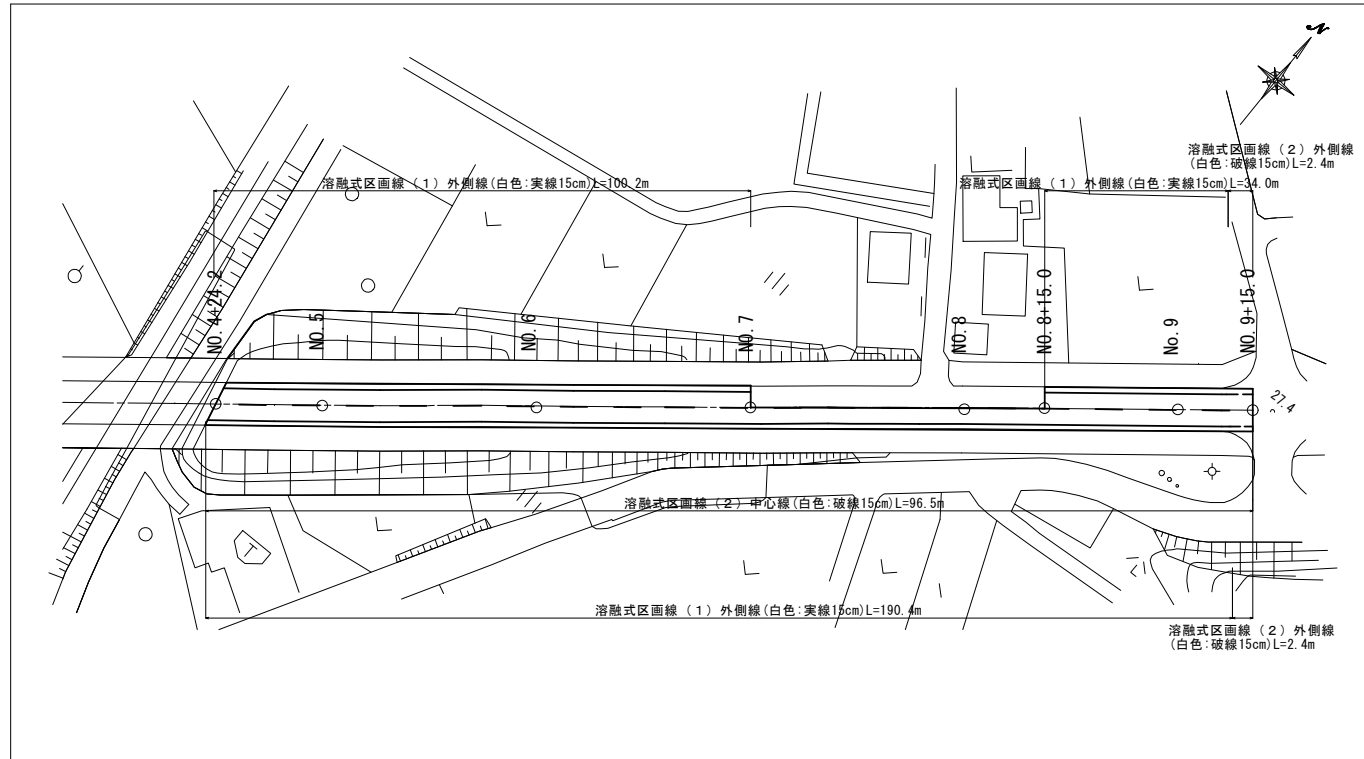 N
溶融式区画線(2)外側線
(白色:破線15cm)L=2.4m
溶融式区画線(1)外側線(白色:実線15cm)L=100.2m
溶融式区画線(1)外側線(白色:実線15cm)L=34.0m
NO.4+24.2
NO.5
NO.6
NO.7
NO.8
NO.8+15.0
No.9
NO.9+15.0
27.4
溶融式区画線(2)中心線(白色:破線15cm)L=96.5m
溶融式区画線(1)外側線(白色:実線15cm)L=190.4m
溶融式区画線(2)外側線
(白色:破線15cm)L=2.4m